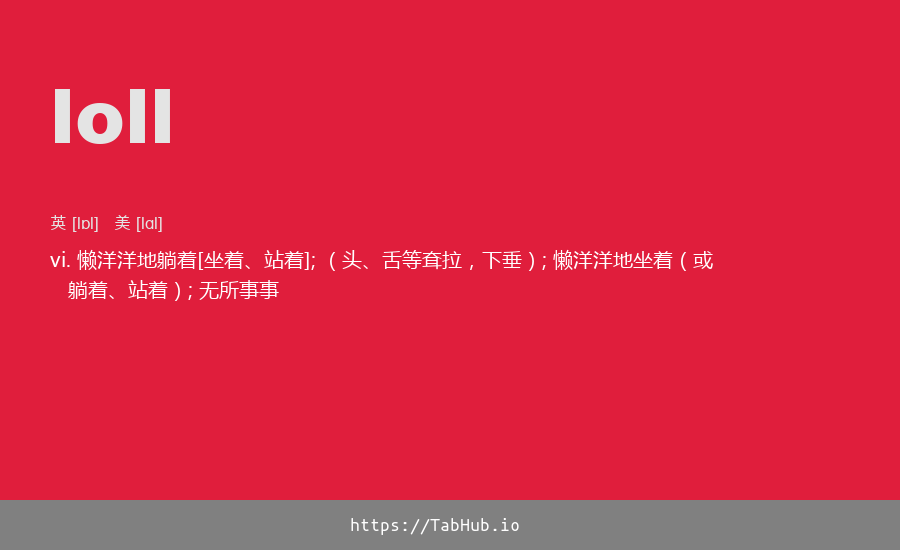 loll
英 [lɒl] 美 [lɑl]
vi. 懒洋洋地躺着[坐着、站着]; （头、舌等耷拉，下垂）; 懒洋洋地坐着（或
躺着、站着）; 无所事事
https://TabHub.io